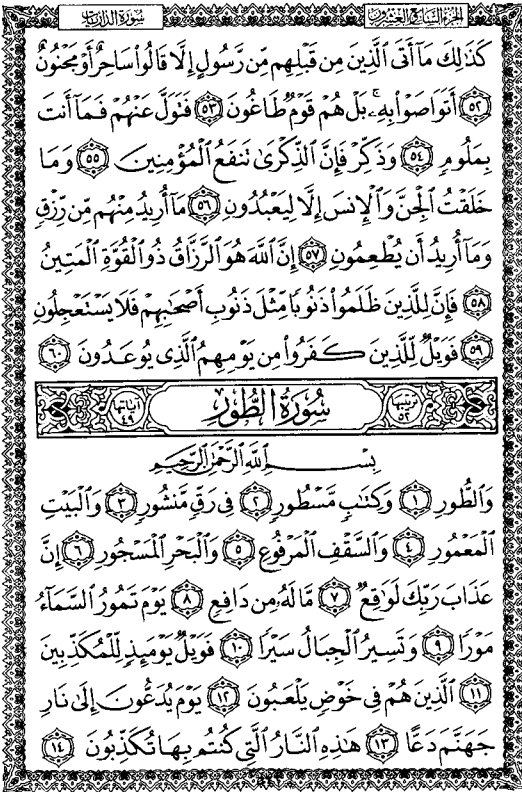 الجزء السابع والعشرون
سورة الذاريات
كَذَٰلِكَ مَآ أَتَى ٱلَّذِينَ مِن قَبْلِهِم مِّن رَّسُولٍ إِلَّا قَالُوا۟ سَاحِرٌ أَوْ مَجْنُونٌ
۝٥٢ أَتَوَاصَوْا۟ بِهِۦ ۚ بَلْ هُمْ قَوْمٌ طَاغُونَ ۝٥٣ فَتَوَلَّ عَنْهُمْ فَمَآ أَنتَ
بِمَلُومٍ ۝٥٤ وَذَكِّرْ فَإِنَّ ٱلذِّكْرَىٰ تَنفَعُ ٱلْمُؤْمِنِينَ ۝٥٥ وَمَا
خَلَقْتُ ٱلْجِنَّ وَٱلْإِنسَ إِلَّا لِيَعْبُدُونِ ۝٥٦ مَآ أُرِيدُ مِنْهُم مِّن رِّزْقٍ
وَمَآ أُرِيدُ أَن يُطْعِمُونِ ۝٥٧ إِنَّ ٱللَّهَ هُوَ ٱلرَّزَّاقُ ذُو ٱلْقُوَّةِ ٱلْمَتِينُ
۝٥٨ فَإِنَّ لِلَّذِينَ ظَلَمُوا۟ ذَنُوبًا مِّثْلَ ذَنُوبِ أَصْحَٰبِهِمْ فَلَا يَسْتَعْجِلُونِ
۝٥٩ فَوَيْلٌ لِّلَّذِينَ كَفَرُوا۟ مِن يَوْمِهِمُ ٱلَّذِى يُوعَدُونَ ۝٦٠
ترتيبها ٥٢ سُورَةُ الطُّورِ آياتها ٤٩
بِسْمِ ٱللَّهِ ٱلرَّحْمَٰنِ ٱلرَّحِيمِ
وَٱلطُّورِ ۝١ وَكِتَٰبٍ مَّسْطُورٍ ۝٢ فِى رَقٍّ مَّنشُورٍ ۝٣ وَٱلْبَيْتِ
ٱلْمَعْمُورِ ۝٤ وَٱلسَّقْفِ ٱلْمَرْفُوعِ ۝٥ وَٱلْبَحْرِ ٱلْمَسْجُورِ ۝٦ إِنَّ
عَذَابَ رَبِّكَ لَوَٰقِعٌ ۝٧ مَّا لَهُۥ مِن دَافِعٍ ۝٨ يَوْمَ تَمُورُ ٱلسَّمَآءُ
مَوْرًا ۝٩ وَتَسِيرُ ٱلْجِبَالُ سَيْرًا ۝١٠ فَوَيْلٌ يَوْمَئِذٍ لِّلْمُكَذِّبِينَ
۝١١ ٱلَّذِينَ هُمْ فِى خَوْضٍ يَلْعَبُونَ ۝١٢ يَوْمَ يُدَعُّونَ إِلَىٰ نَارِ
جَهَنَّمَ دَعًّا ۝١٣ هَٰذِهِ ٱلنَّارُ ٱلَّتِى كُنتُم بِهَا تُكَذِّبُونَ ۝١٤